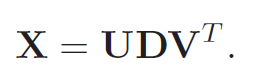 X = UDV^T.